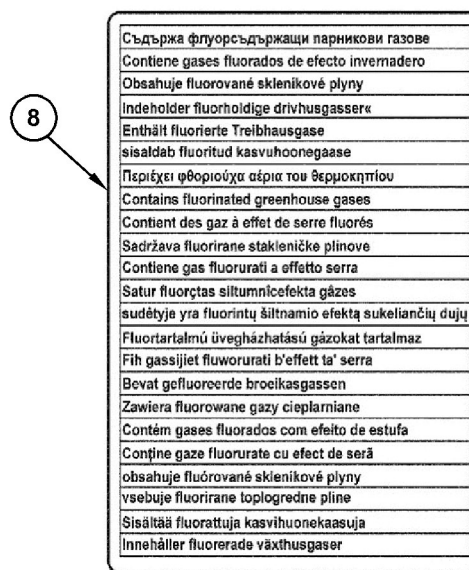 Съдържа флуорсъдържащи парникови газове
Contiene gases fluorados de efecto invernadero
Obsahuje fluorované skleníkové plyny
Indeholder fluorholdige drivhusgasser«
8
Enthält fluorierte Treibhausgase
sisaldab fluoritud kasvuhoonegaase
Περιέχει φθοριούχα αέρια του θερμοκηπίου
Contains fluorinated greenhouse gases
Contient des gaz à effet de serre fluorés
Sadržava fluorirane stakleničke plinove
Contiene gas fluorurati a effetto serra
Satur fluorçtas siltumnîcefekta gâzes
sudėtyje yra fluorintų šiltnamio efektą sukeliančių dujų
Fluortartalmú üvegházhatású gázokat tartalmaz
Fih gassijiet fluworurati b'effett ta' serra
Bevat gefluoreerde broeikasgassen
Zawiera fluorowane gazy cieplarniane
Contém gases fluorados com efeito de estufa
Conține gaze fluorurate cu efect de seră
obsahuje fluórované skleníkové plyny
vsebuje fluorirane toplogredne pline
Sisältää fluorattuja kasvihuonekaasuja
Innehåller fluorerade växthusgaser